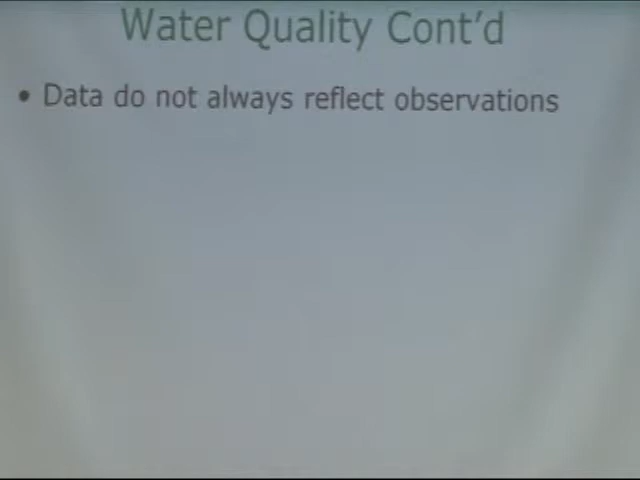 Water Quality Cont'd
• Data do not always reflect observations